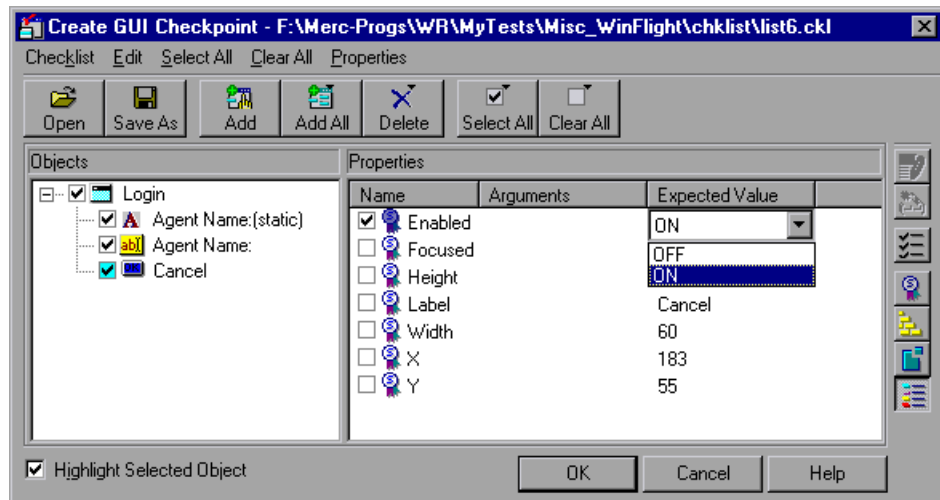 Create GUI Checkpoint - F:\Merc-Progs\WR\MyTests\Misc_WinFlight\chklist\list6.ckl
Checklist Edit Select All Clear All Properties
Open Save As Add Add All Delete Select All Clear All
Objects
Login
A Agent Name:(static)
abI Agent Name:
OK Cancel
Properties
Name Arguments Expected Value
Enabled ON
OFF
Focused
ON
Height
Label Cancel
Width 60
X 183
Y 55
Highlight Selected Object
OK Cancel Help